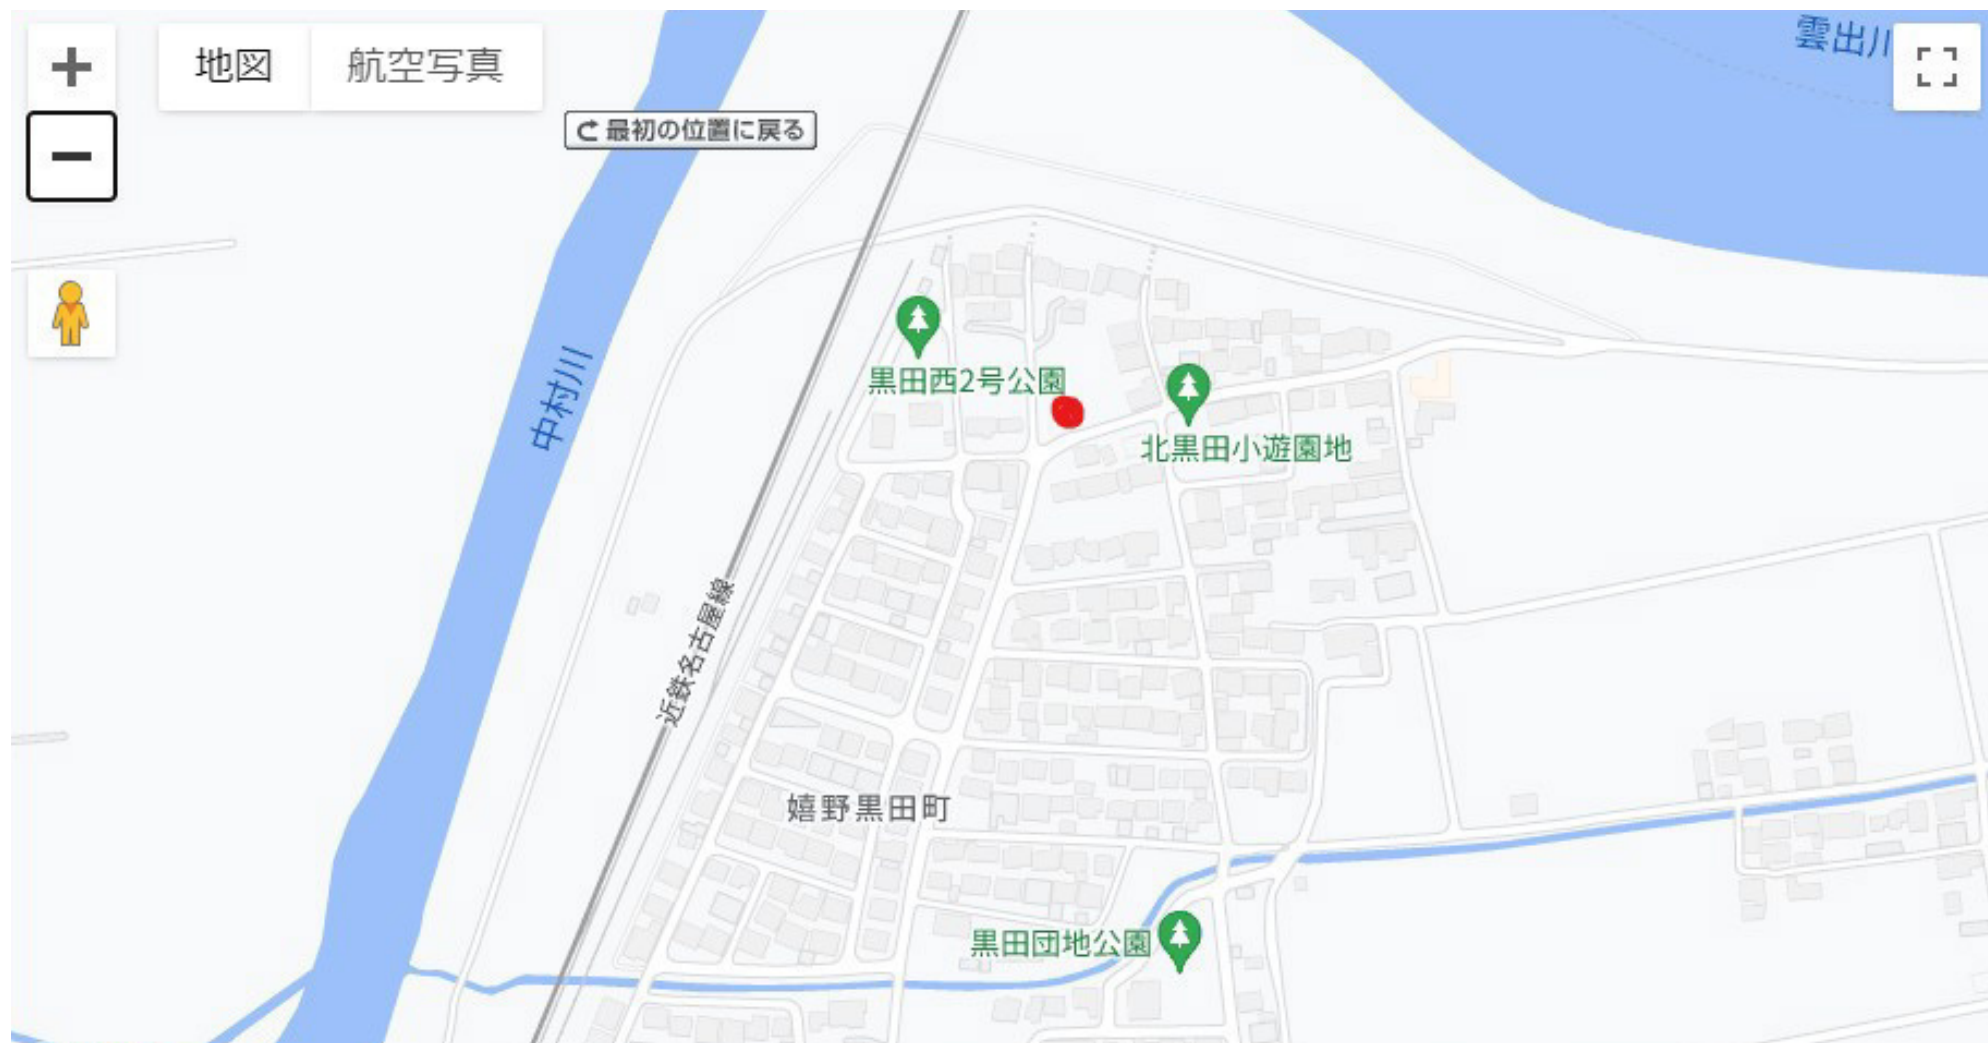 地図
航空写真
雲出川
最初の位置に戻る
黒田西2号公園
中村川
北黒田小遊園地
近鉄名古屋線
嬉野黒田町
黒田団地公園